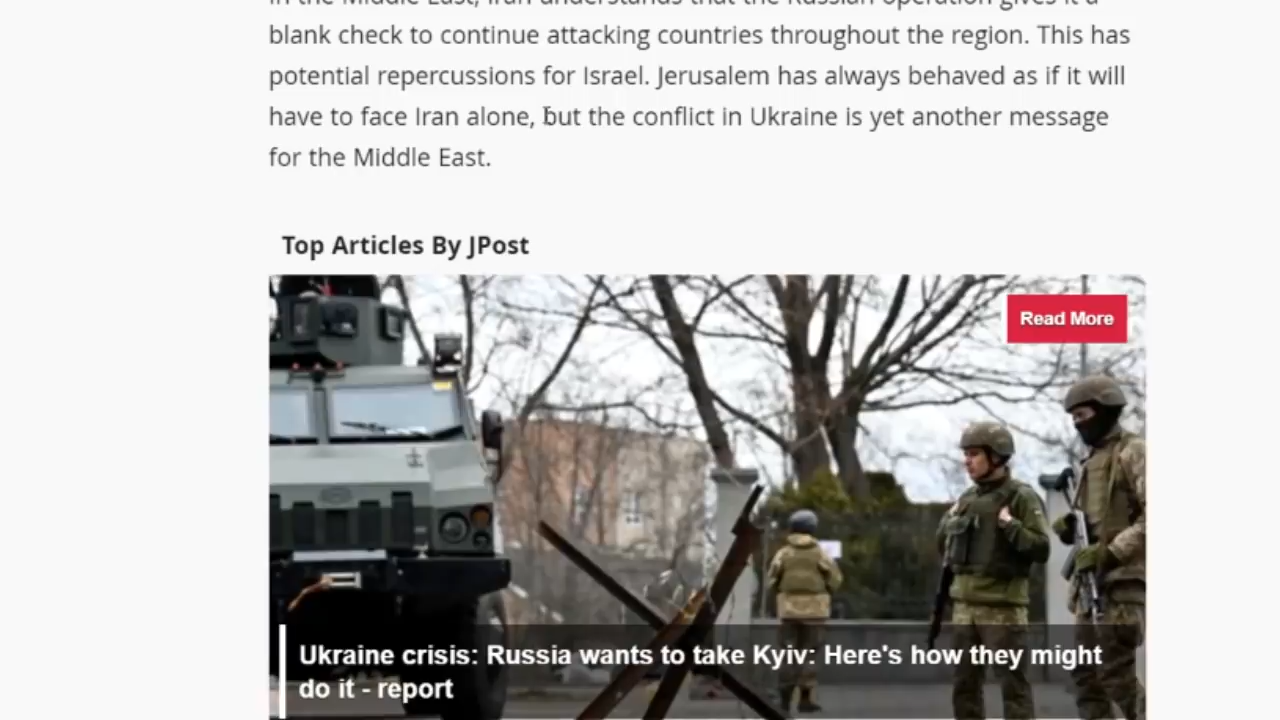 In the Middle East, Iran understands that the Russian operation gives it a
blank check to continue attacking countries throughout the region. This has
potential repercussions for Israel. Jerusalem has always behaved as if it will
have to face Iran alone, but the conflict in Ukraine is yet another message
for the Middle East.
Top Articles By JPost
Read More
Ukraine crisis: Russia wants to take Kyiv: Here's how they might
do it - report